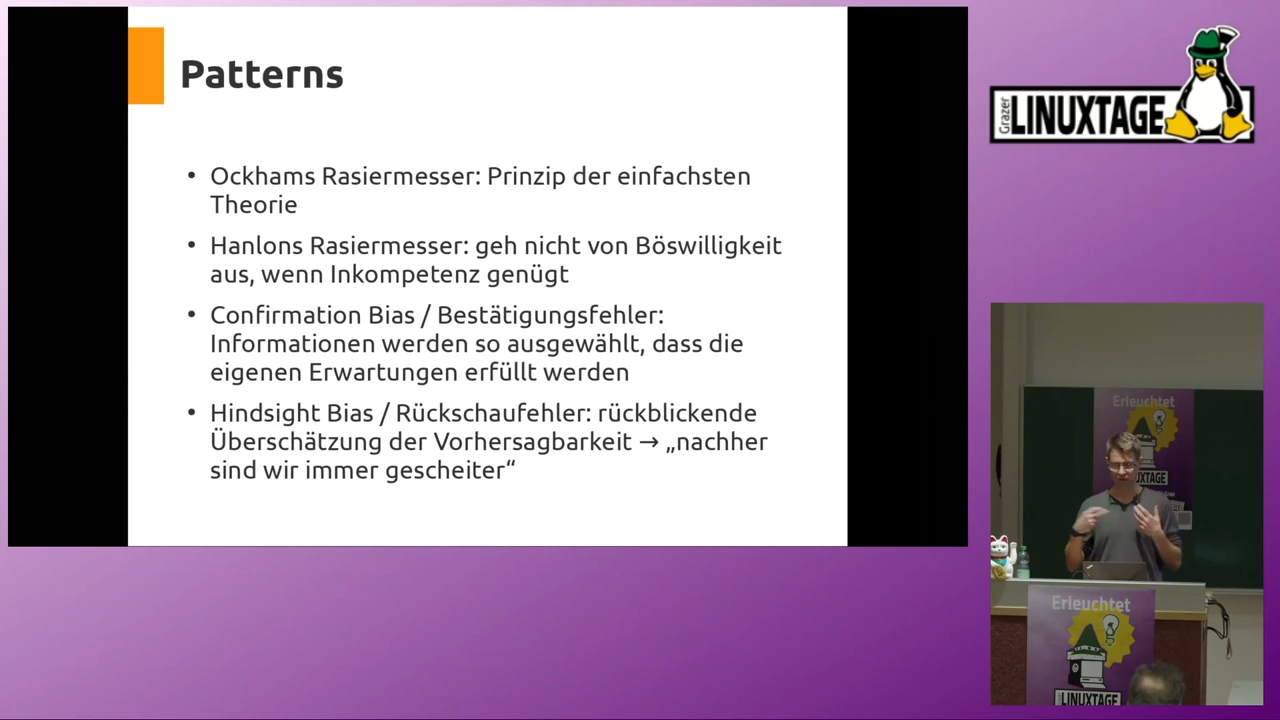 Patterns
• Ockhams Rasiermesser: Prinzip der einfachsten
Theorie
• Hanlons Rasiermesser: geh nicht von Böswilligkeit
aus, wenn Inkompetenz genügt
• Confirmation Bias / Bestätigungsfehler:
Informationen werden so ausgewählt, dass die
eigenen Erwartungen erfüllt werden
• Hindsight Bias / Rückschaufehler: rückblickende
Überschätzung der Vorhersagbarkeit → „nachher
sind wir immer gescheiter“
Grazer
LINUXTAGE
Erleuchtet
LINUXTAGE
Erleuchtet
LINUXTAGE